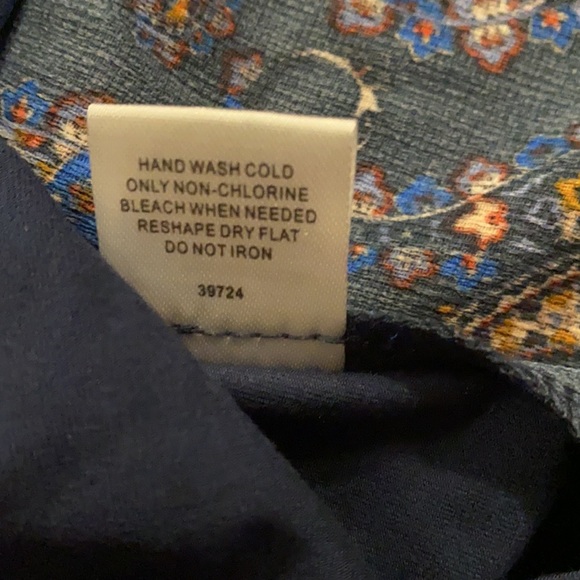 HAND WASH COLD
ONLY NON-CHLORINE
BLEACH WHEN NEEDED
RESHAPE DRY FLAT
DO NOT IRON
39724